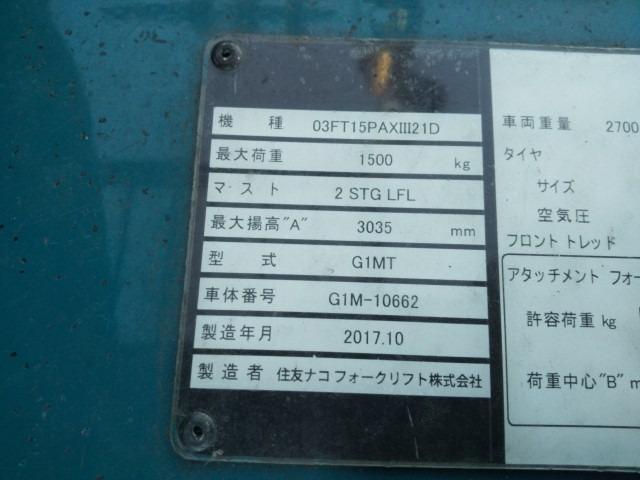 機 種 03FT15PAXIII21D
最大荷重 1500 kg
マ ス ト 2 STG LFL
最大揚高"A" 3035 mm
型 式 G1MT
車体番号 G1M-10662
製造年月 2017.10
製 造 者 住友ナコ フォークリフト株式会社
車両重量 2700
タイヤ
サイズ
空気圧
フロント トレッド
アタッチメント フォー
許容荷重 kg
荷重中心"B" m